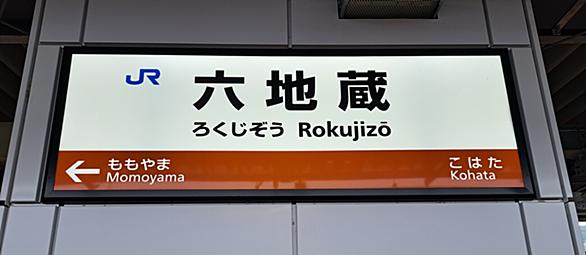 JR 六地蔵
ろくじぞう Rokujizō
← ももやま こはた
Momoyama Kohata